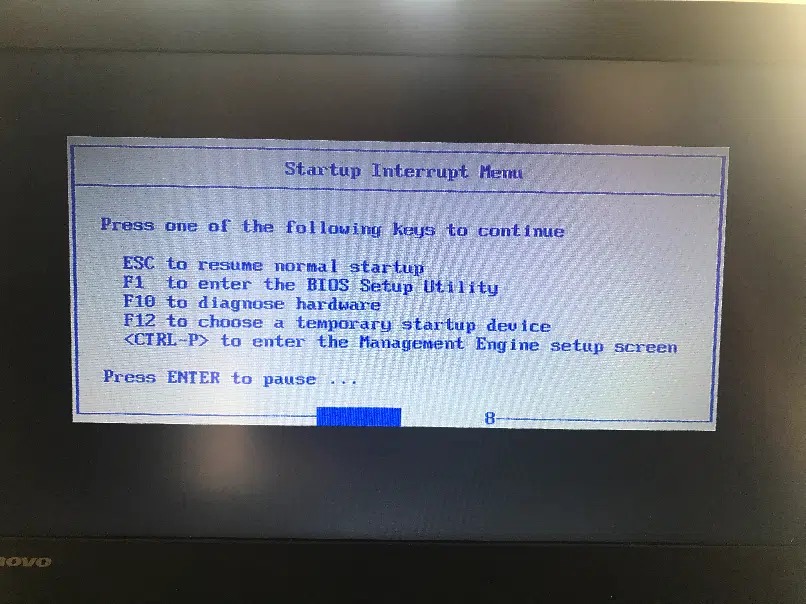 Startup Interrupt Menu
Press one of the following keys to continue
ESC to resume normal startup
F1 to enter the BIOS Setup Utility
F10 to diagnose hardware
F12 to choose a temporary startup device
<CTRL-P> to enter the Management Engine setup screen
Press ENTER to pause ...
8
novo